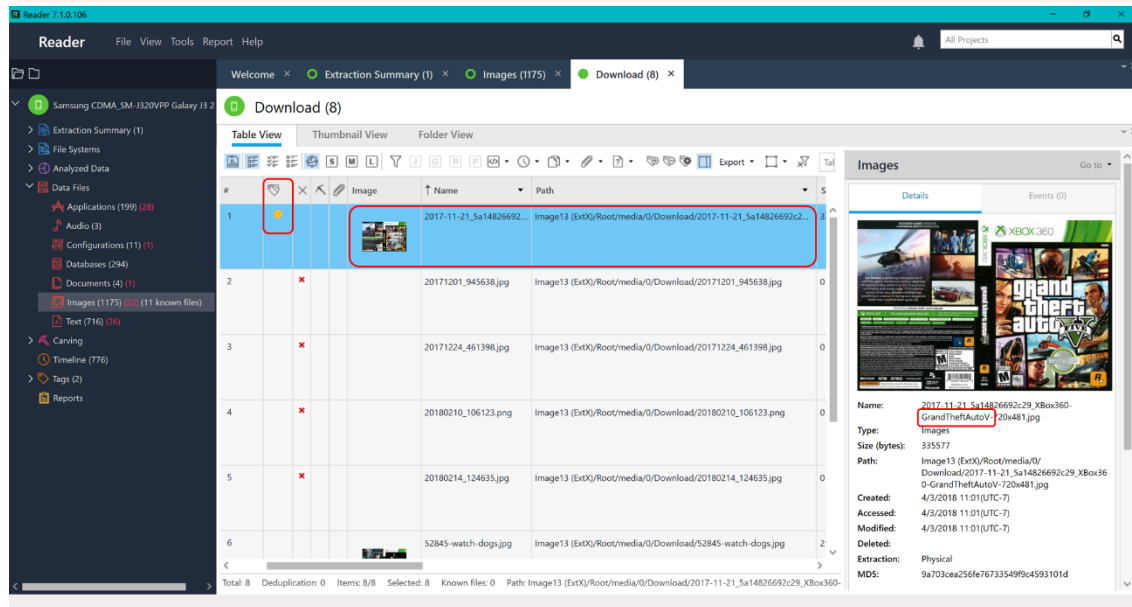 Reader 7.1.0.106
Reader File View Tools Report Help
All Projects
Welcome × Extraction Summary (1) × Images (1175) × Download (8) ×
Samsung CDMA_SM-J320VPP Galaxy J3 2
Extraction Summary (1)
File Systems
Analyzed Data
Data Files
Applications (199) (28)
Audio (3)
Configurations (11) (1)
Databases (294)
Documents (4) (1)
Images (1175) (22) (11 known files)
Text (716) (26)
Carving
Timeline (776)
Tags (2)
Reports
Download (8)
Table View Thumbnail View Folder View
S M L J G B P Export Tal
# Image Name Path S
1 2017-11-21_5a14826692... Image13 (ExtX)/Root/media/0/Download/2017-11-21_5a14826692c2... 3
2 20171201_945638.jpg Image13 (ExtX)/Root/media/0/Download/20171201_945638.jpg 0
3 20171224_461398.jpg Image13 (ExtX)/Root/media/0/Download/20171224_461398.jpg 0
4 20180210_106123.png Image13 (ExtX)/Root/media/0/Download/20180210_106123.png 0
5 20180214_124635.jpg Image13 (ExtX)/Root/media/0/Download/20180214_124635.jpg 0
6 52845-watch-dogs.jpg Image13 (ExtX)/Root/media/0/Download/52845-watch-dogs.jpg 2
Total: 8 Deduplication: 0 Items: 8/8 Selected: 8 Known files: 0 Path: Image13 (ExtX)/Root/media/0/Download/2017-11-21_5a14826692c29_XBox360-
Images Go to
Details Events (0)
XBOX 360
grand
theft
auto
V
Name: 2017-11-21_5a14826692c29_XBox360-
GrandTheftAutoV-720x481.jpg
Type: Images
Size (bytes): 335577
Path: Image13 (ExtX)/Root/media/0/
Download/2017-11-21_5a14826692c29_XBox36
0-GrandTheftAutoV-720x481.jpg
Created: 4/3/2018 11:01(UTC-7)
Accessed: 4/3/2018 11:01(UTC-7)
Modified: 4/3/2018 11:01(UTC-7)
Deleted:
Extraction: Physical
MD5: 9a703cea256fe76733549f9c4593101d